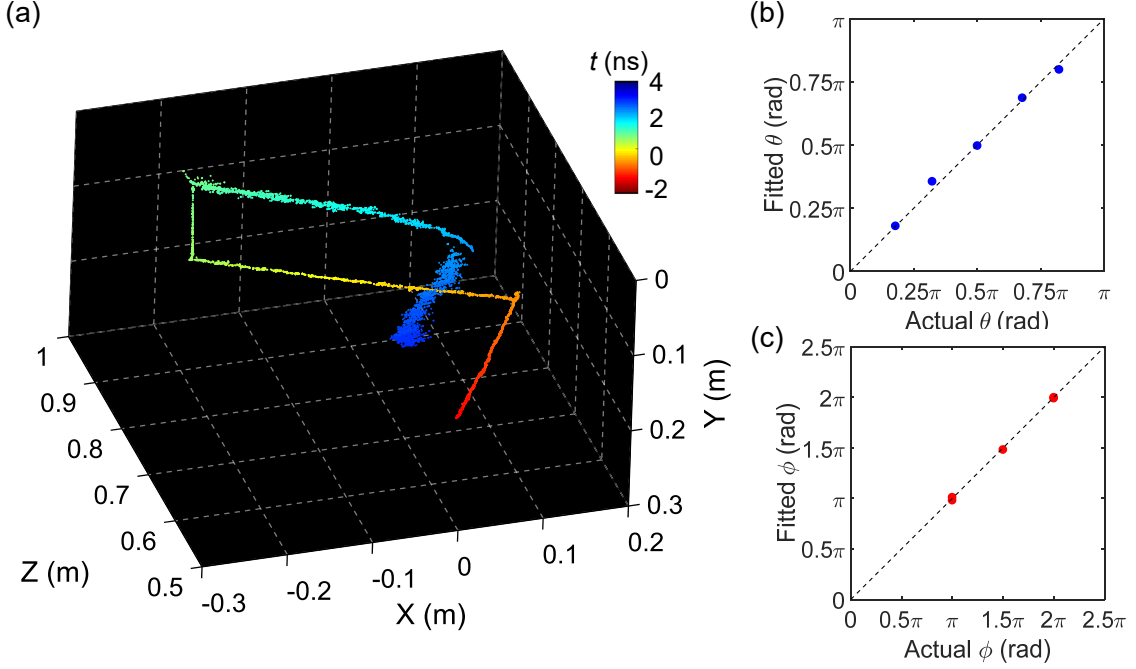 (a)
t (ns)
4
2
0
-2
0
0.1
0.2
0.3
Y (m)
1
0.9
0.8
0.7
0.6
0.5
Z (m)
-0.3
-0.2
-0.1
0
0.1
0.2
X (m)
(b)
π
0.75π
0.5π
0.25π
0
Fitted θ (rad)
0 0.25π 0.5π 0.75π π
Actual θ (rad)
(c)
2.5π
2π
1.5π
π
0.5π
0
Fitted ϕ (rad)
0 0.5π π 1.5π 2π 2.5π
Actual ϕ (rad)